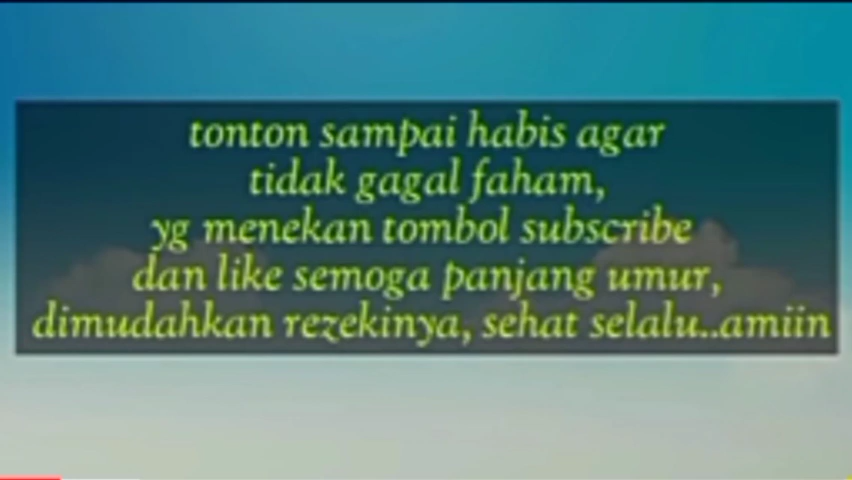 tonton sampai habis agar
tidak gagal faham,
yg menekan tombol subscribe
dan like semoga panjang umur,
dimudahkan rezekinya, sehat selalu..amiin